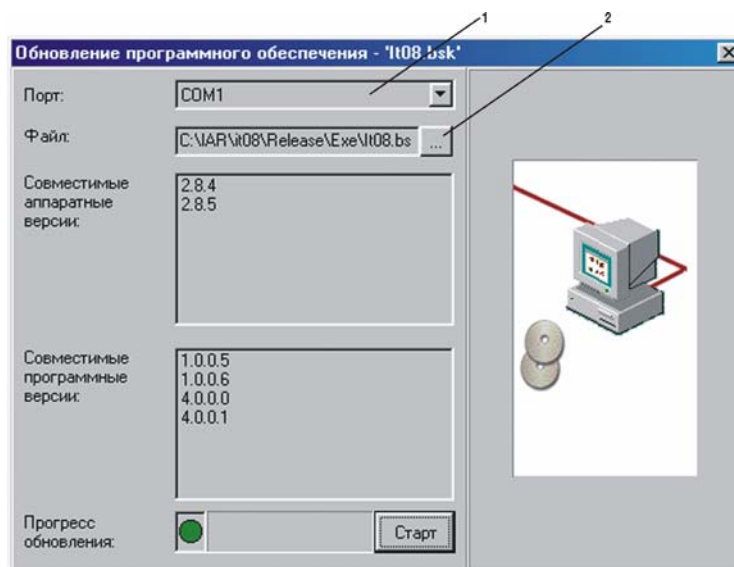 1
2
Обновление программного обеспечения - 'It08.bsk'
Порт:
COM1
Файл:
C:\IAR\it08\Release\Exe\It08.bs
...
Совместимые
аппаратные
версии:
2.8.4
2.8.5
Совместимые
программные
версии:
1.0.0.5
1.0.0.6
4.0.0.0
4.0.0.1
Прогресс
обновления:
Старт